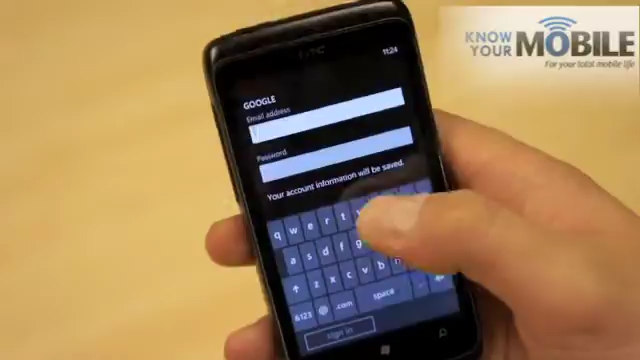 KNOW
YOUR
MOBILE
For your total mobile life
hTC
11:24
GOOGLE
Email address
Password
Your account information will be saved.
q w e r t
a s d f g
z x c v b n
&123 @ .com space
sign in